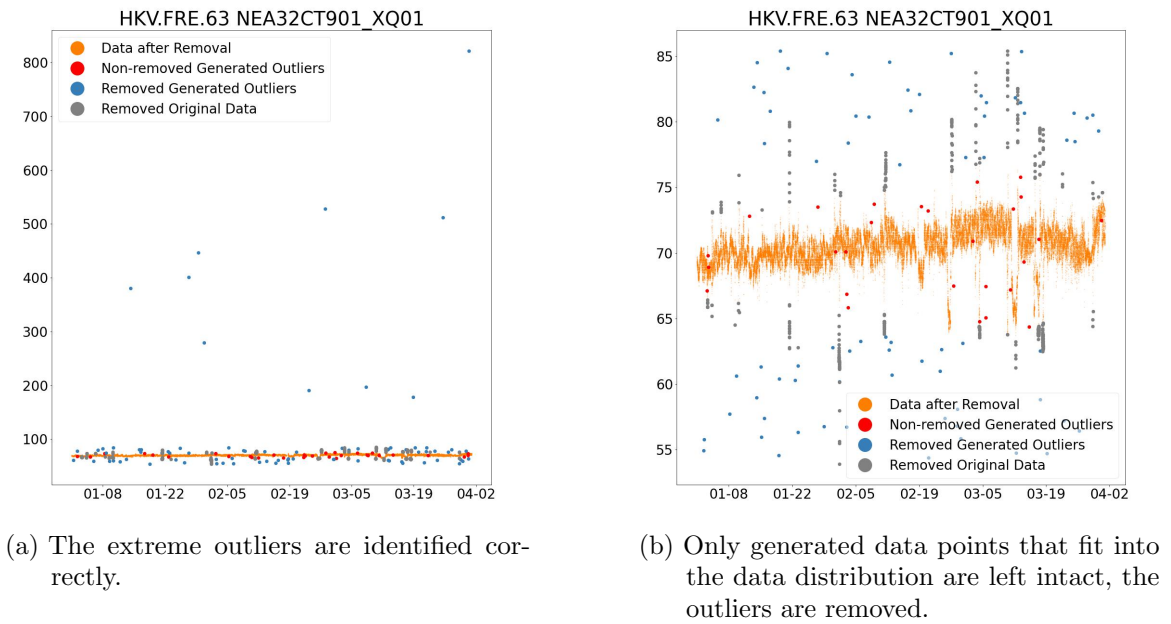 HKV.FRE.63 NEA32CT901_XQ01
Data after Removal
Non-removed Generated Outliers
Removed Generated Outliers
Removed Original Data
800
700
600
500
400
300
200
100
01-08 01-22 02-05 02-19 03-05 03-19 04-02
(a) The extreme outliers are identified cor-
rectly.
HKV.FRE.63 NEA32CT901_XQ01
85
80
75
70
65
60
55
Data after Removal
Non-removed Generated Outliers
Removed Generated Outliers
Removed Original Data
01-08 01-22 02-05 02-19 03-05 03-19 04-02
(b) Only generated data points that fit into
the data distribution are left intact, the
outliers are removed.